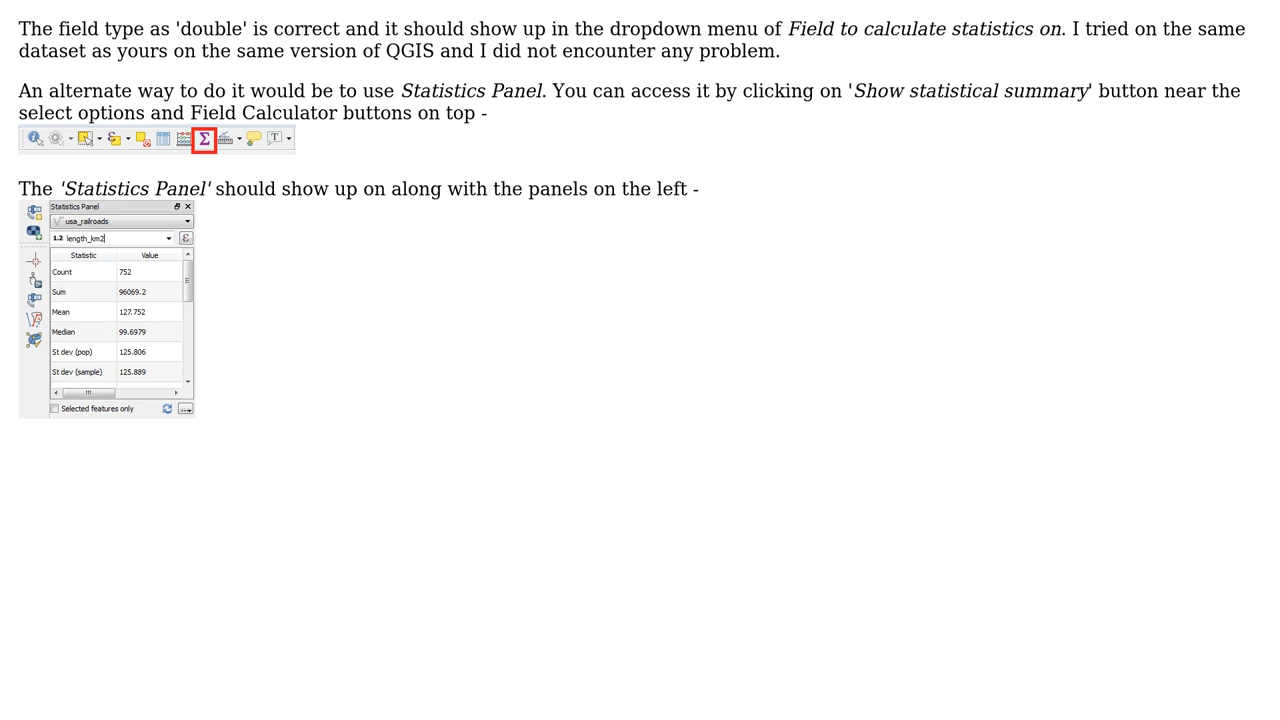 The field type as 'double' is correct and it should show up in the dropdown menu of Field to calculate statistics on. I tried on the same
dataset as yours on the same version of QGIS and I did not encounter any problem.
An alternate way to do it would be to use Statistics Panel. You can access it by clicking on 'Show statistical summary' button near the
select options and Field Calculator buttons on top -
The 'Statistics Panel' should show up on along with the panels on the left -
Statistics Panel
usa_railroads
1.2 length_km2
Statistic Value
Count 752
Sum 96069.2
Mean 127.752
Median 99.6979
St dev (pop) 125.806
St dev (sample) 125.889
Selected features only